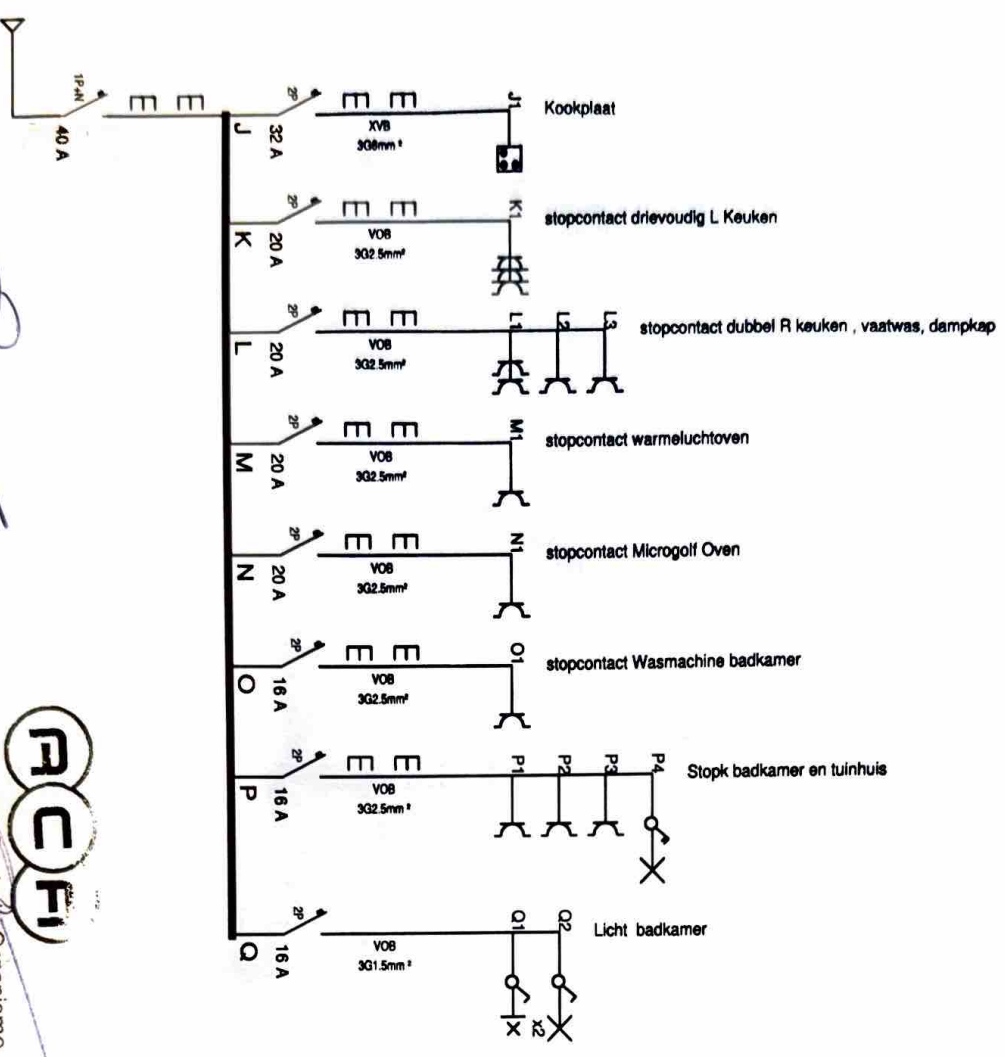 1P+N
40 A
J
2P
32 A
XVB
3G6mm²
J1
Kookplaat
K
2P
20 A
VOB
3G2.5mm²
K1
stopcontact drievoudig L Keuken
L
2P
20 A
VOB
3G2.5mm²
L1
L2
L3
stopcontact dubbel R keuken , vaatwas, dampkap
M
2P
20 A
VOB
3G2.5mm²
M1
stopcontact warmeluchtoven
N
2P
20 A
VOB
3G2.5mm²
N1
stopcontact Microgolf Oven
O
2P
16 A
VOB
3G2.5mm²
O1
stopcontact Wasmachine badkamer
P
2P
16 A
VOB
3G2.5mm²
P1
P2
P3
P4
Stopk badkamer en tuinhuis
Q
2P
16 A
VOB
3G1.5mm²
Q1
Q2
x2
Licht badkamer